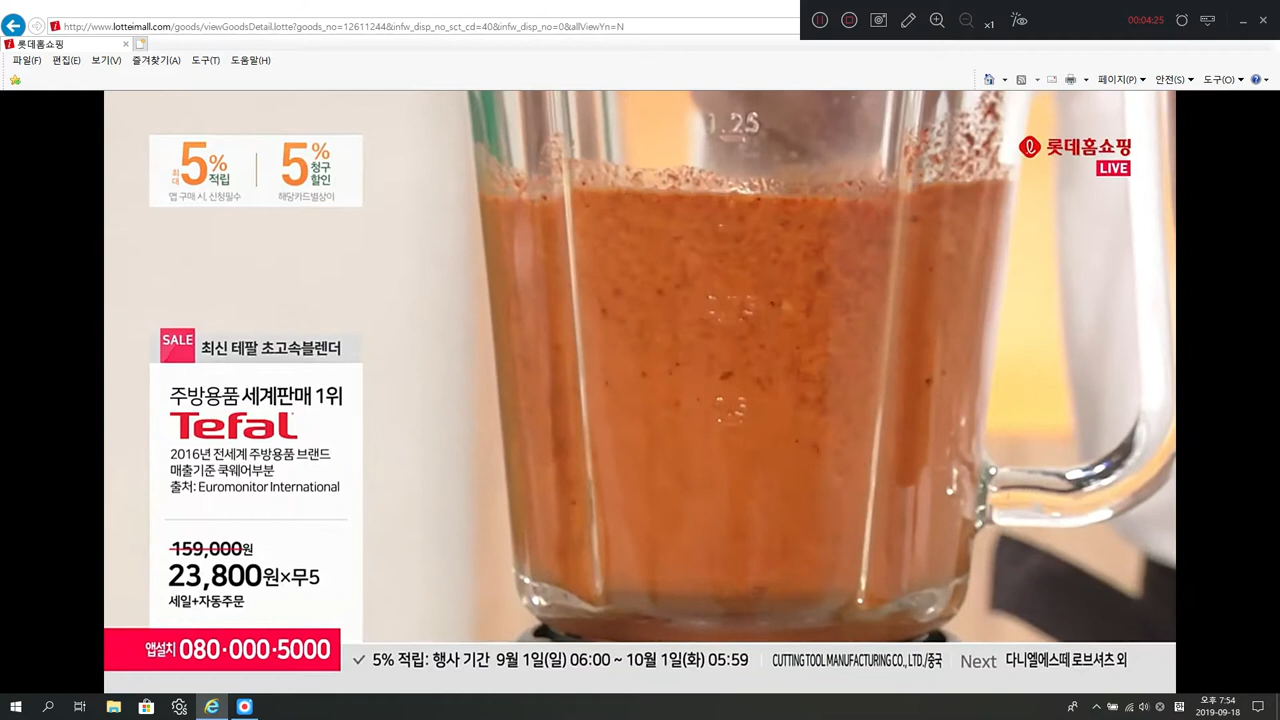 http://www.lotteimall.com/goods/viewGoodsDetail.lotte?goods_no=12611244&infw_disp_no_sct_cd=40&infw_disp_no=0&allViewYn=N
x1
00:04:25
롯데홈쇼핑
파일(F) 편집(E) 보기(V) 즐겨찾기(A) 도구(T) 도움말(H)
페이지(P) 안전(S) 도구(O)
최대 5% 적립
앱 구매 시, 신청필수
5% 청구할인
해당카드별상이
1.25
롯데홈쇼핑
LIVE
SALE
최신 테팔 초고속블렌더
주방용품 세계판매 1위
Tefal
2016년 전세계 주방용품 브랜드
매출기준 쿡웨어부분
출처: Euromonitor International
159,000원
23,800원×무5
세일+자동주문
앱설치 080·000·5000
5% 적립: 행사 기간 9월 1일(일) 06:00 ~ 10월 1일(화) 05:59
CUTTING TOOL MANUFACTURING CO., LTD./중국
Next 다니엘에스떼 로브셔츠 외
한
오후 7:54
2019-09-18